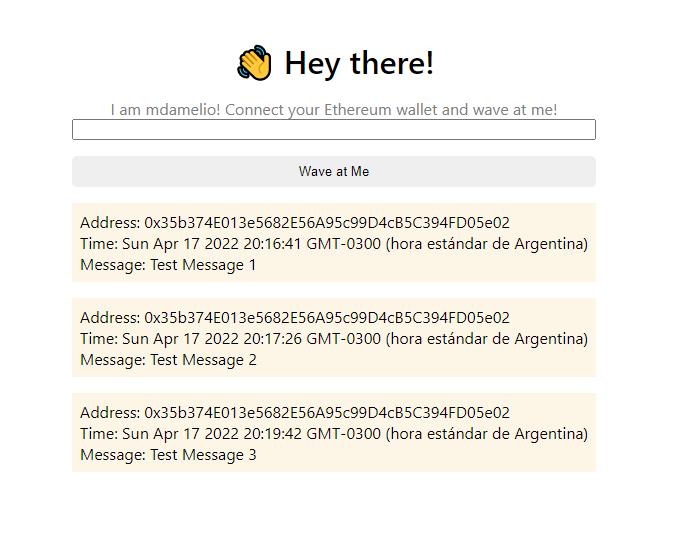 👋 Hey there!
I am mdamelio! Connect your Ethereum wallet and wave at me!
Wave at Me
Address: 0x35b374E013e5682E56A95c99D4cB5C394FD05e02
Time: Sun Apr 17 2022 20:16:41 GMT-0300 (hora estándar de Argentina)
Message: Test Message 1
Address: 0x35b374E013e5682E56A95c99D4cB5C394FD05e02
Time: Sun Apr 17 2022 20:17:26 GMT-0300 (hora estándar de Argentina)
Message: Test Message 2
Address: 0x35b374E013e5682E56A95c99D4cB5C394FD05e02
Time: Sun Apr 17 2022 20:19:42 GMT-0300 (hora estándar de Argentina)
Message: Test Message 3